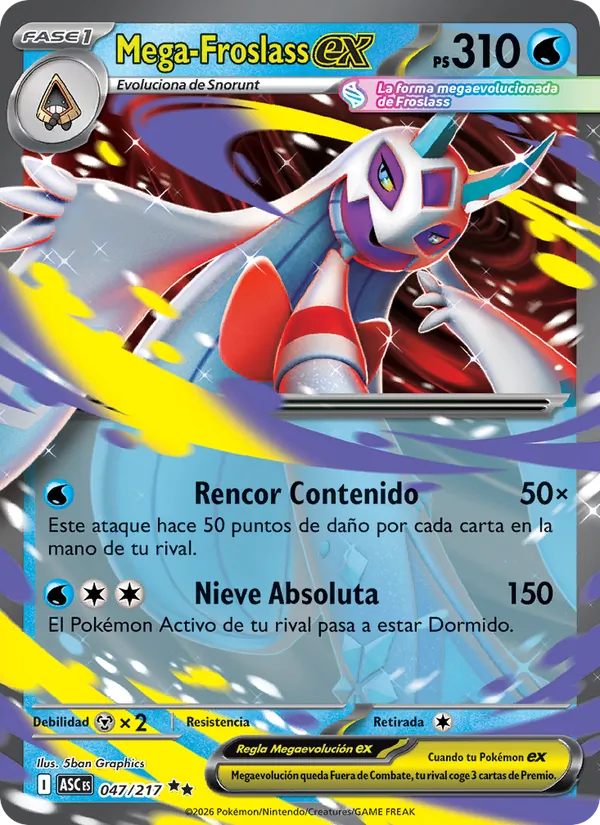 FASE 1
Mega-Froslass ex
PS 310
Evoluciona de Snorunt
La forma megaevolucionada
de Froslass
Rencor Contenido 50×
Este ataque hace 50 puntos de daño por cada carta en la
mano de tu rival.
Nieve Absoluta 150
El Pokémon Activo de tu rival pasa a estar Dormido.
Debilidad ×2 Resistencia Retirada
Ilus. 5ban Graphics
Regla Megaevolución ex
Cuando tu Pokémon ex
Megaevolución queda Fuera de Combate, tu rival coge 3 cartas de Premio.
I ASC ES 047/217 ★★
©2026 Pokémon/Nintendo/Creatures/GAME FREAK